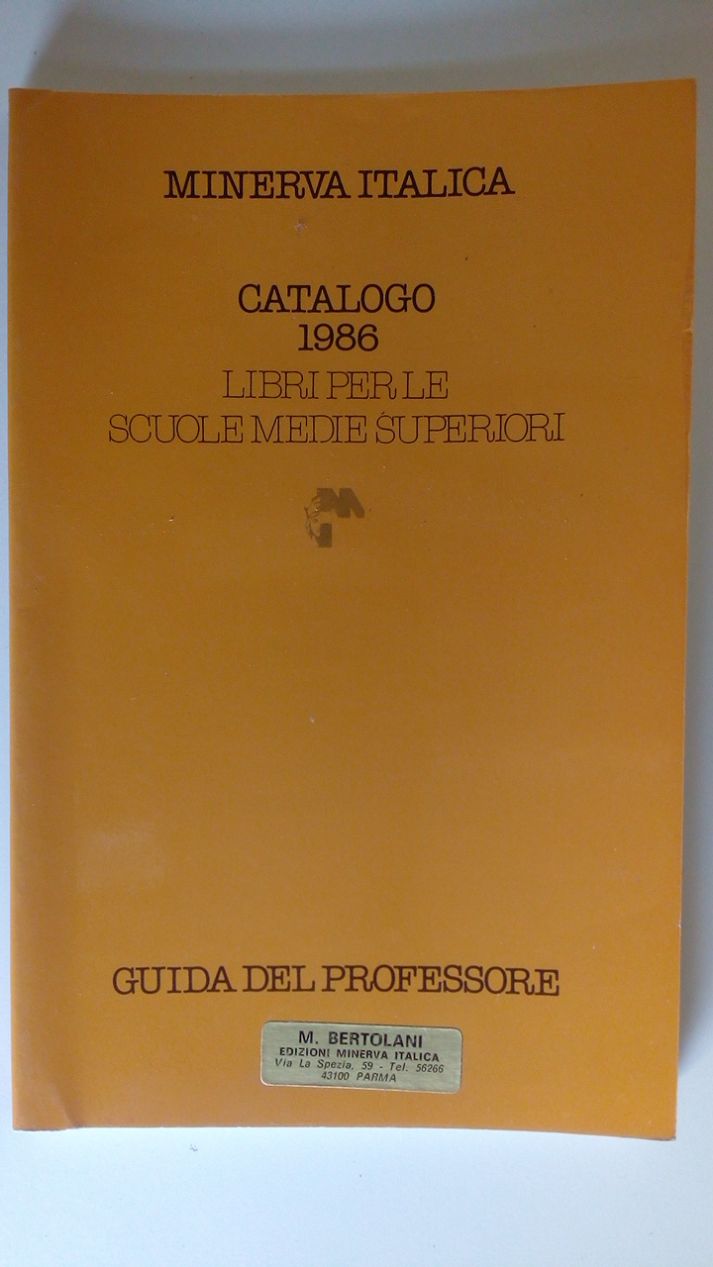 MINERVA ITALICA
CATALOGO
1986
LIBRI PER LE
SCUOLE MEDIE SUPERIORI
GUIDA DEL PROFESSORE
M. BERTOLANI
EDIZIONI MINERVA ITALICA
Via La Spezia, 59 - Tel. 56266
43100 PARMA